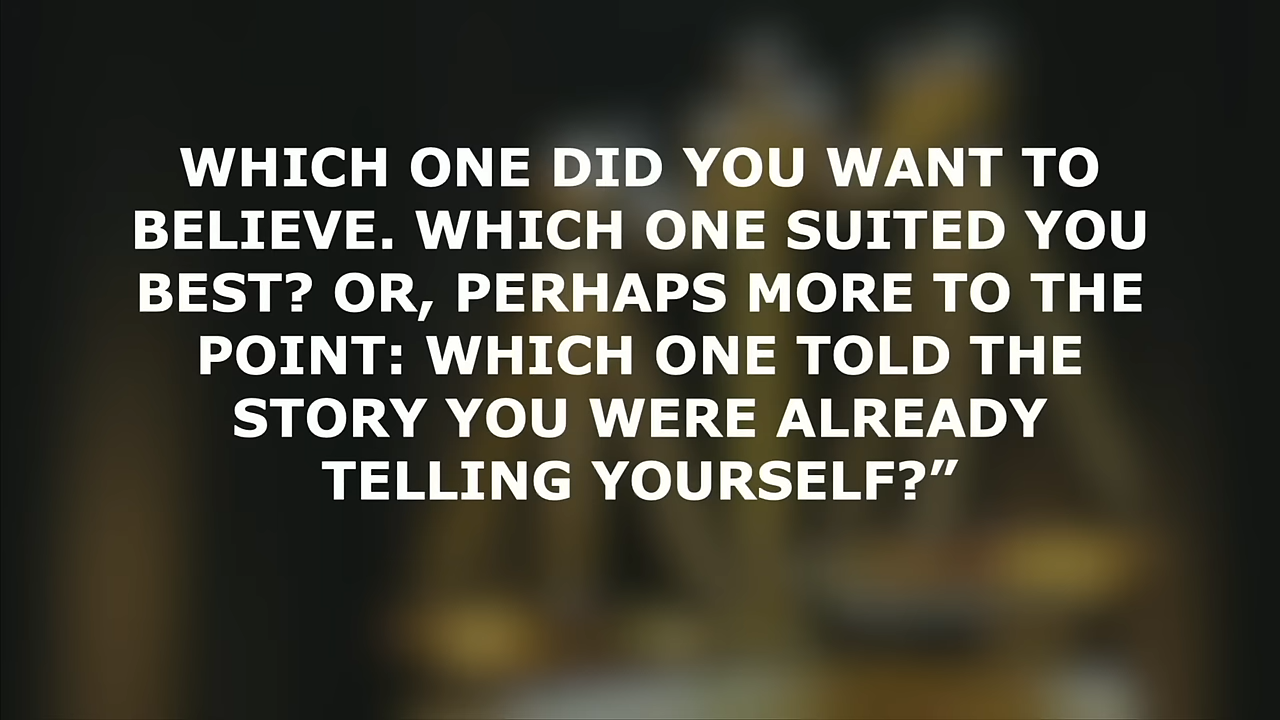 WHICH ONE DID YOU WANT TO
BELIEVE. WHICH ONE SUITED YOU
BEST? OR, PERHAPS MORE TO THE
POINT: WHICH ONE TOLD THE
STORY YOU WERE ALREADY
TELLING YOURSELF?”